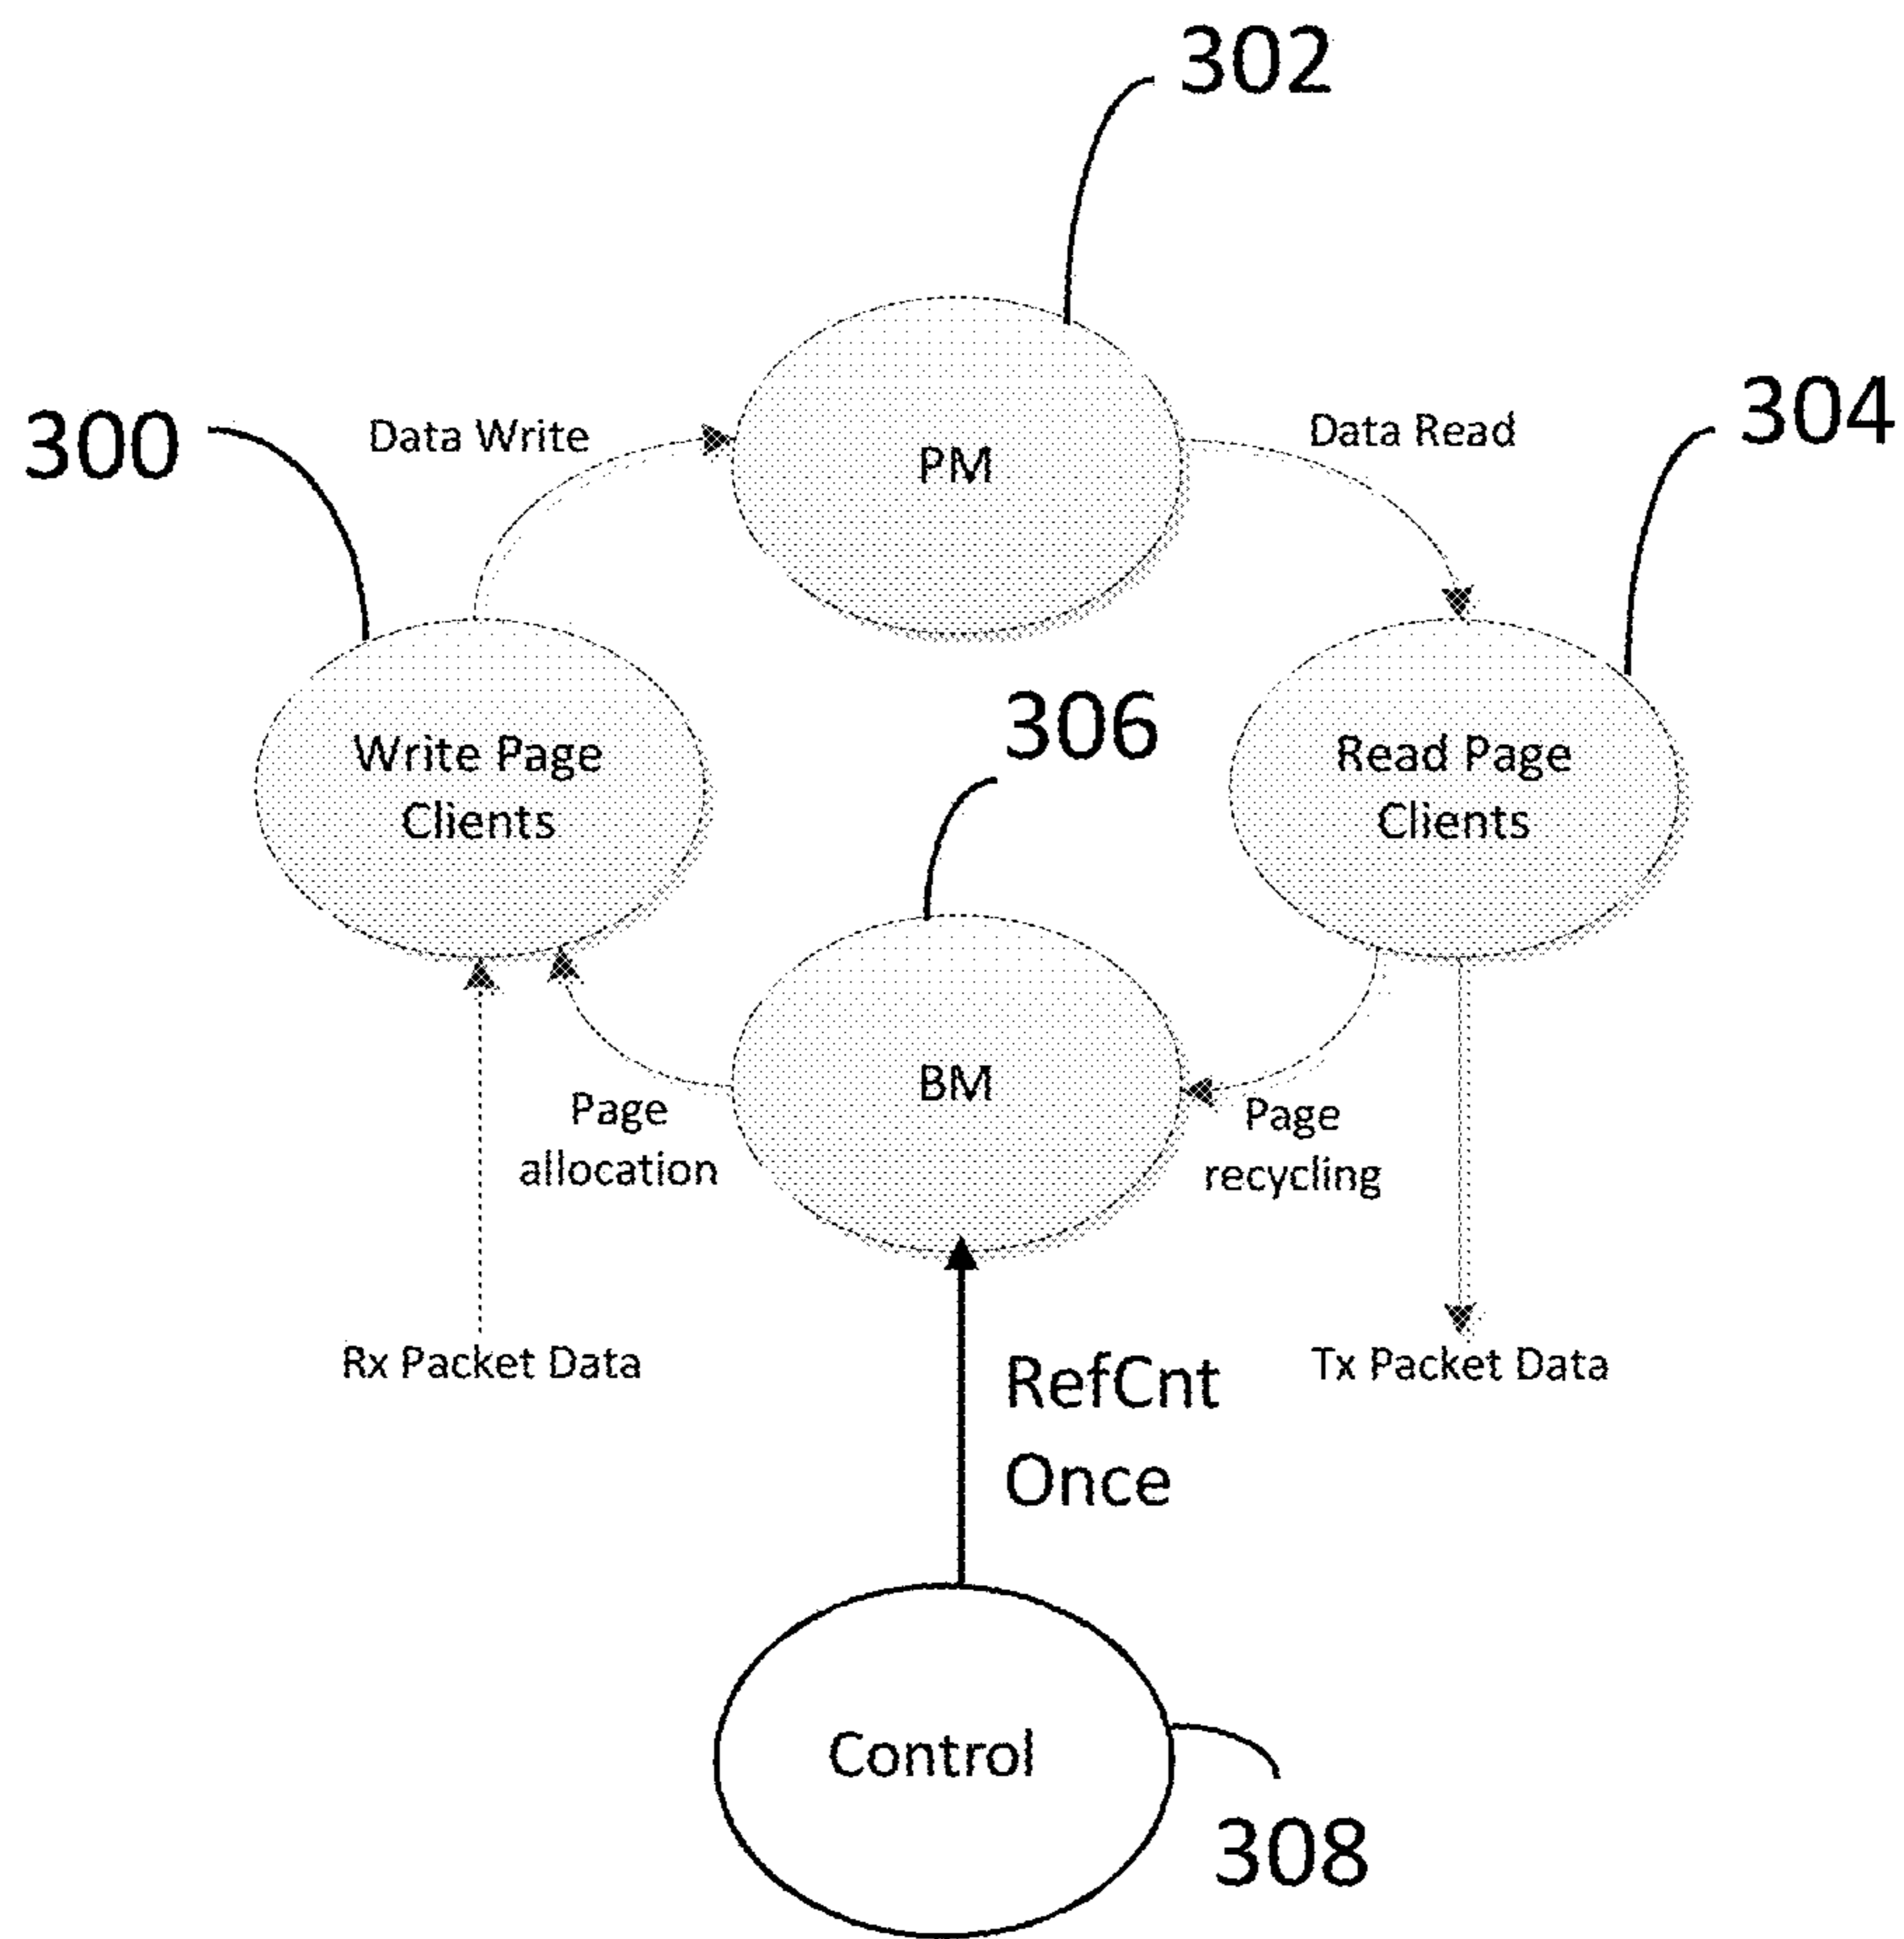 302
300
304
Data Write
Data Read
PM
306
Write Page
Clients
Read Page
Clients
BM
Page
allocation
Page
recycling
Rx Packet Data
Tx Packet Data
RefCnt
Once
Control
308